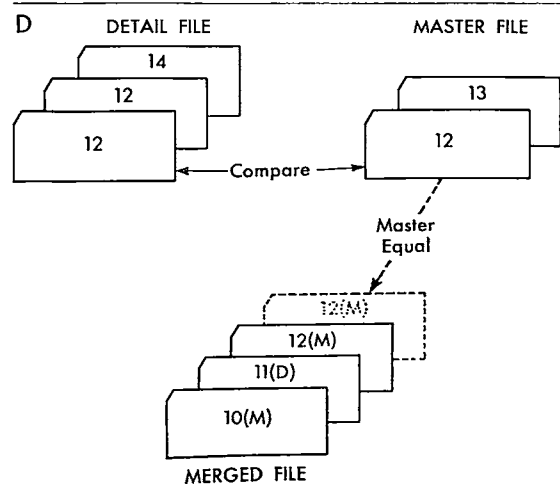 D
DETAIL FILE
MASTER FILE
14
12
12
13
12
Compare
Master
Equal
12(M)
12(M)
11(D)
10(M)
MERGED FILE